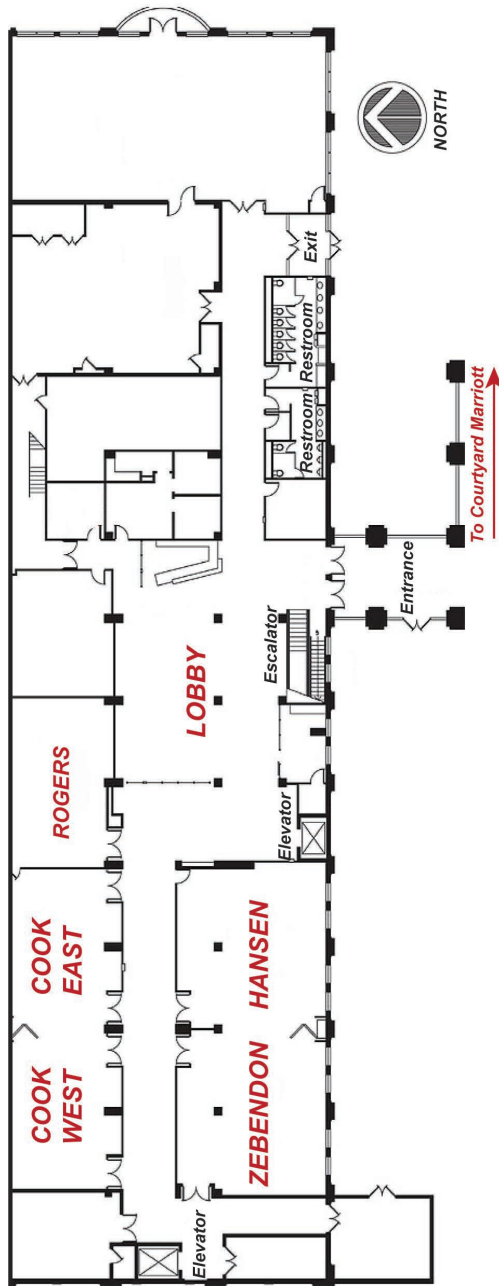 NORTH
Exit
Restroom
Restroom
To Courtyard Marriott
Entrance
Escalator
LOBBY
ROGERS
Elevator
COOK
EAST
HANSEN
COOK
WEST
ZEBENDON
Elevator